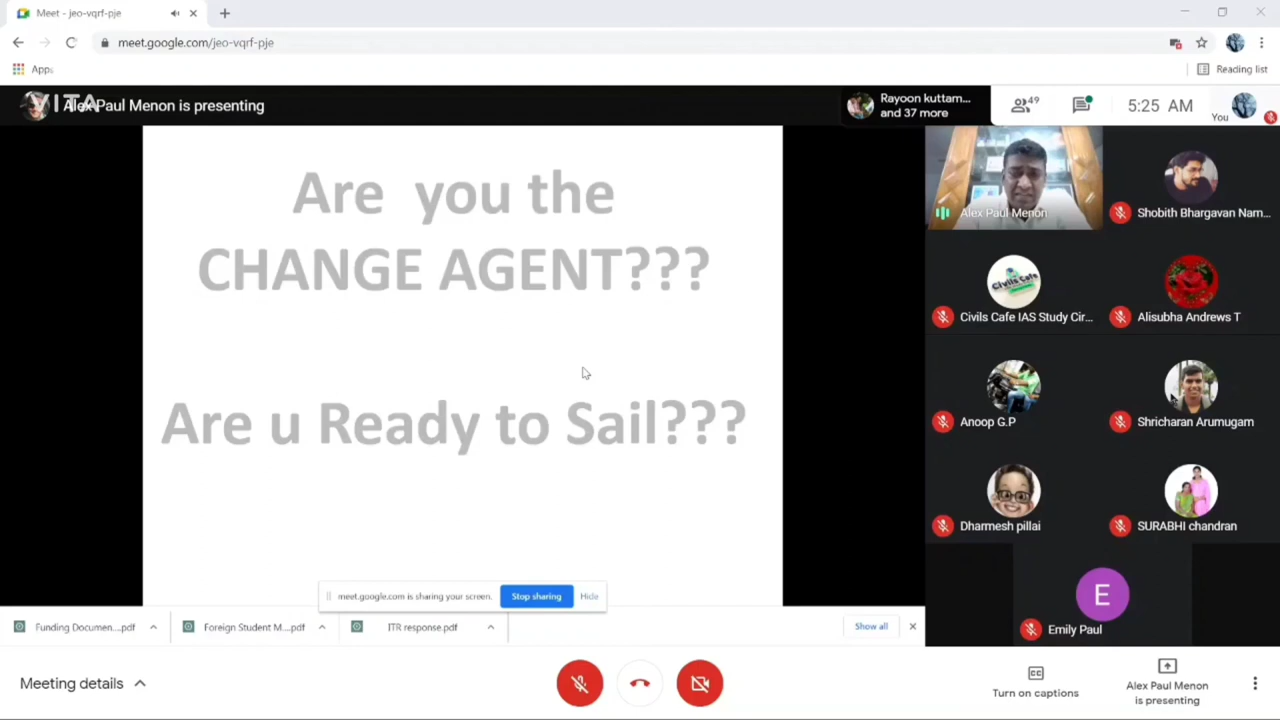 Meet - jeo-vqrf-pje
meet.google.com/jeo-vqrf-pje
Apps
Reading list
VITA
Alex Paul Menon is presenting
Rayoon kuttam...
and 37 more
49
5:25 AM
You
Are you the
CHANGE AGENT???
Are u Ready to Sail???
Alex Paul Menon
Shobith Bhargavan Nam...
Civils Cafe
Civils Cafe IAS Study Cir...
Alisubha Andrews T
Anoop G.P
Shricharan Arumugam
Dharmesh pillai
SURABHI chandran
E
Emily Paul
meet.google.com is sharing your screen.
Stop sharing
Hide
Funding Documen....pdf
Foreign Student M....pdf
ITR response.pdf
Show all
Meeting details
Turn on captions
Alex Paul Menon
is presenting